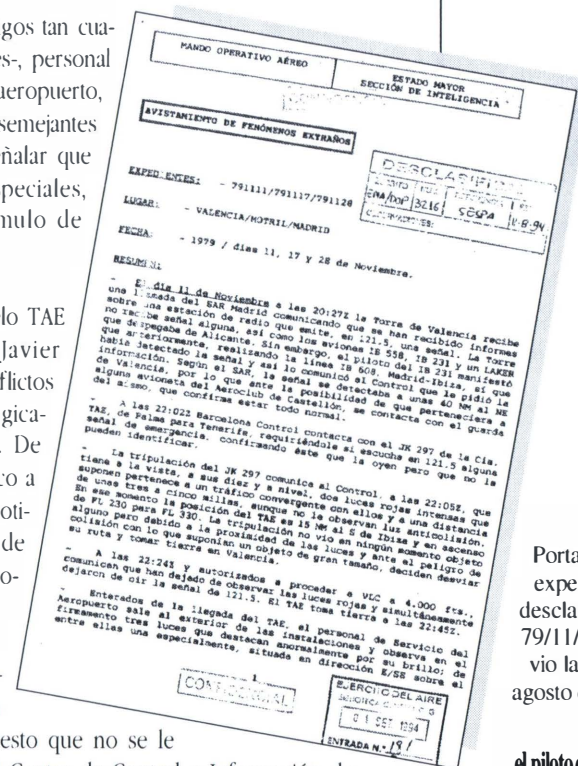 gos tan cua-
s-, personal
aeropuerto,
semejantes
ñalar que
speciales,
mulo de
lo TAE
Javier
flictos
gica-
. De
co a
oti-
de
o-
esto que no se le
MANDO OPERATIVO AÉREO
ESTADO MAYOR
SECCIÓN DE INTELIGENCIA
AVISTAMIENTO DE FENÓMENOS EXTRAÑOS
DESCLASIFICADO
EMA/DOP 3216 SEGPA 11-8-94
EXPEDIENTES: - 791111/791117/791128
LUGAR: - VALENCIA/MOTRIL/MADRID
FECHA: - 1979 / días 11, 17 y 28 de Noviembre.
RESUMEN:
- El día 11 de Noviembre a las 20:27Z la Torre de Valencia recibe
una llamada del SAR Madrid comunicando que se han recibido informes
sobre una estación de radio que emite, en 121.5, una señal. La Torre
no recibe señal alguna, así como los aviones IB 558, IB 231 y un LAKER
que despegaba de Alicante. Sin embargo, el piloto del IB 231 manifestó
que anteriormente, realizando la línea IB 608, Madrid-Ibiza, sí que
había detectado la señal y así lo comunicó al Control que le pidió la
información. Según el SAR, la señal se detectaba a unas 40 NM al NE
de Valencia, por lo que ante la posibilidad de que perteneciera a
alguna avioneta del Aeroclub de Castellón, se contacta con el guarda
del mismo, que confirma estar todo normal.
- A las 22:02Z Barcelona Control contacta con el JK 297 de la Cía.
TAE, de Palma para Tenerife, requiriéndole si escucha en 121.5 alguna
señal de emergencia, confirmando éste que la oyen pero que no la
pueden identificar.
- La tripulación del JK 297 comunica al Control, a las 22:05Z, que
tiene a la vista, a sus diez y a nivel, dos luces rojas intensas que
suponen pertenece a un tráfico convergente con ellos y a una distancia
de unas tres a cinco millas, aunque no le observan luz anticolisión.
En ese momento la posición del TAE es 15 NM al S de Ibiza y en ascenso
de FL 230 para FL 330. La tripulación no vio en ningún momento objeto
alguno pero debido a la proximidad de las luces y ante el peligro de
colisión con lo que suponían un objeto de gran tamaño, deciden desviar
su ruta y tomar tierra en Valencia.
- A las 22:24Z y autorizados a proceder a VLC a 4.000 fts.,
comunican que han dejado de observar las luces rojas y simultáneamente
dejaron de oir la señal de 121.5. El TAE toma tierra a las 22:45Z.
- Enterados de la llegada del TAE, el personal de Servicio del
Aeropuerto sale al exterior de las instalaciones y observa en el
firmamento tres luces que destacan anormalmente por su brillo; de
entre ellas una especialmente, situada en dirección E/SE sobre el
1
CONFIDENCIAL
EJERCITO DEL AIRE
01 SET. 1994
ENTRADA N.º 181
Porta
expe
descla
79/11/
vio la
agosto
el piloto